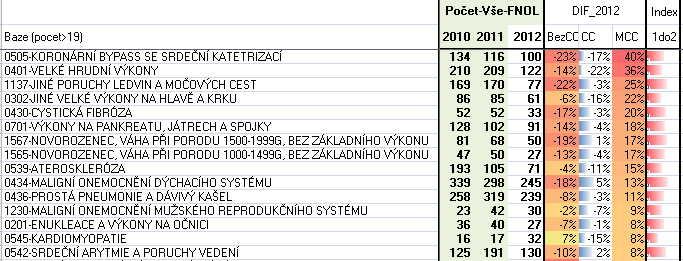 Počet-Vše-FNOL DIF_2012 Index
Baze (pocet>19) 2010 2011 2012 BezCC CC MCC 1do2
0505-KORONÁRNÍ BYPASS SE SRDEČNÍ KATETRIZACÍ 134 116 100 -23% -17% 40%
0401-VELKÉ HRUDNÍ VÝKONY 210 209 122 -14% -22% 36%
1137-JINÉ PORUCHY LEDVIN A MOČOVÝCH CEST 169 170 77 -22% -3% 25%
0302-JINÉ VELKÉ VÝKONY NA HLAVĚ A KRKU 86 85 61 -6% -16% 22%
0430-CYSTICKÁ FIBRÓZA 52 52 33 -17% -3% 20%
0701-VÝKONY NA PANKREATU, JÁTRECH A SPOJKY 128 102 91 -14% -4% 18%
1567-NOVOROZENEC, VÁHA PŘI PORODU 1500-1999G, BEZ ZÁKLADNÍHO VÝKONU 81 68 50 -19% 1% 17%
1565-NOVOROZENEC, VÁHA PŘI PORODU 1000-1499G, BEZ ZÁKLADNÍHO VÝKONU 47 50 27 -13% -4% 17%
0539-ATEROSKLERÓZA 193 105 71 -4% -11% 15%
0434-MALIGNÍ ONEMOCNĚNÍ DÝCHACÍHO SYSTÉMU 339 298 245 -18% 5% 13%
0436-PROSTÁ PNEUMONIE A DÁVIVÝ KAŠEL 258 319 239 -8% -3% 11%
1230-MALIGNÍ ONEMOCNĚNÍ MUŽSKÉHO REPRODUKČNÍHO SYSTÉMU 23 42 30 -2% -7% 9%
0201-ENUKLEACE A VÝKONY NA OČNICI 36 40 27 -7% -1% 8%
0545-KARDIOMYOPATIE 16 17 32 7% -15% 8%
0542-SRDEČNÍ ARYTMIE A PORUCHY VEDENÍ 125 191 130 -10% 2% 8%